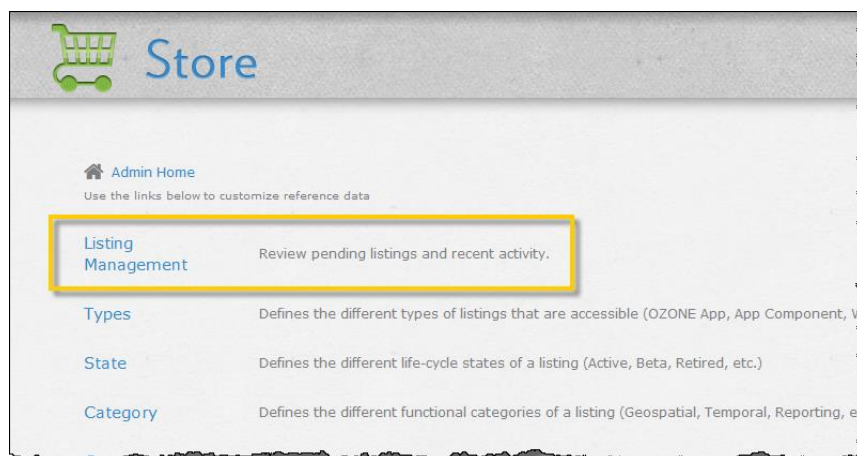 Store
Admin Home
Use the links below to customize reference data
Listing
Management
Review pending listings and recent activity.
Types
Defines the different types of listings that are accessible (OZONE App, App Component,
State
Defines the different life-cycle states of a listing (Active, Beta, Retired, etc.)
Category
Defines the different functional categories of a listing (Geospatial, Temporal, Reporting,